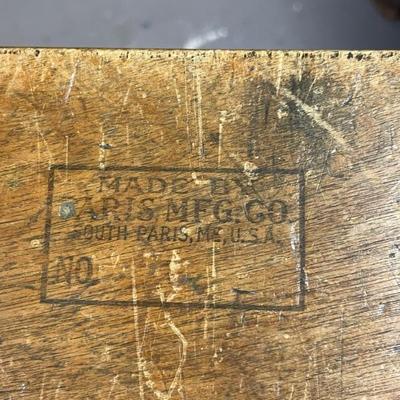 MADE BY
PARIS MFG. CO.
SOUTH PARIS, ME, U.S.A.
NO